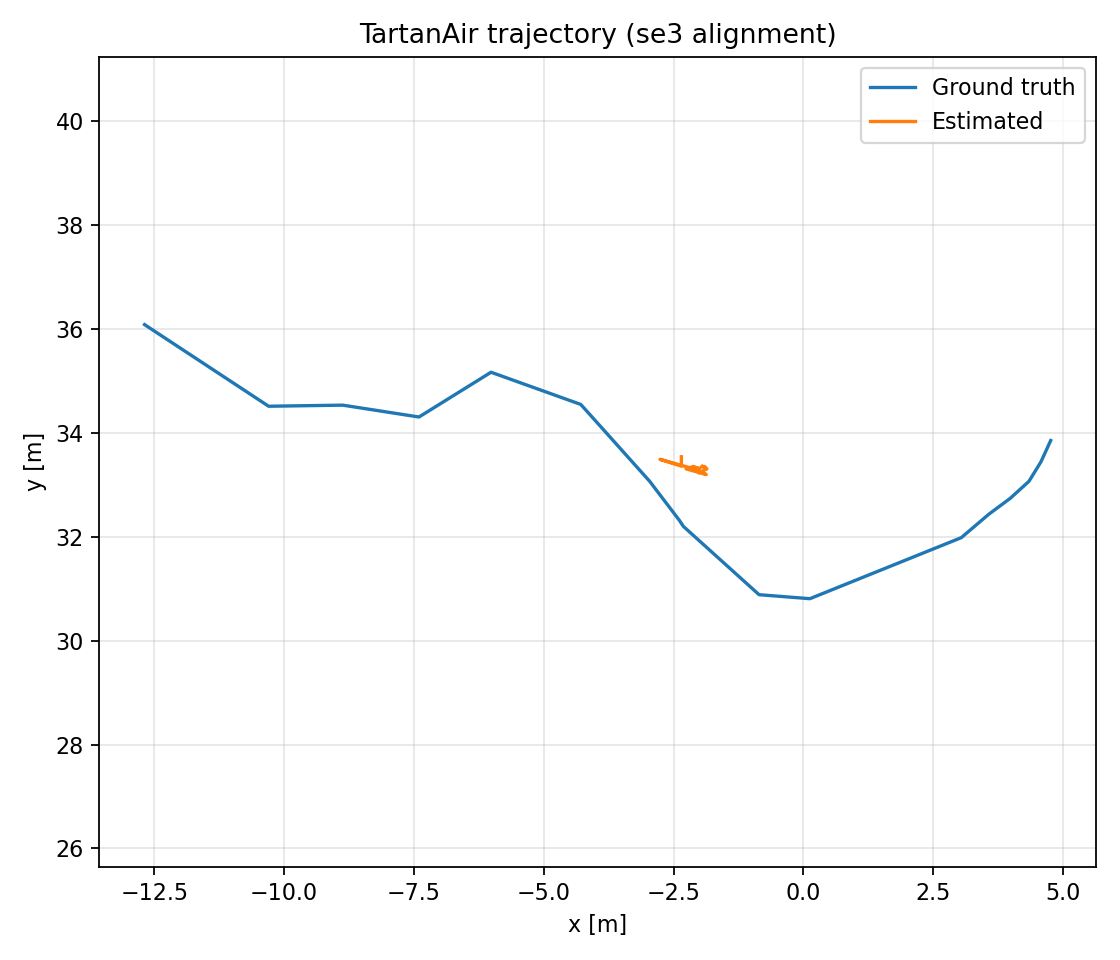 TartanAir trajectory (se3 alignment)
Ground truth
Estimated
y [m]
40
38
36
34
32
30
28
26
−12.5 −10.0 −7.5 −5.0 −2.5 0.0 2.5 5.0
x [m]